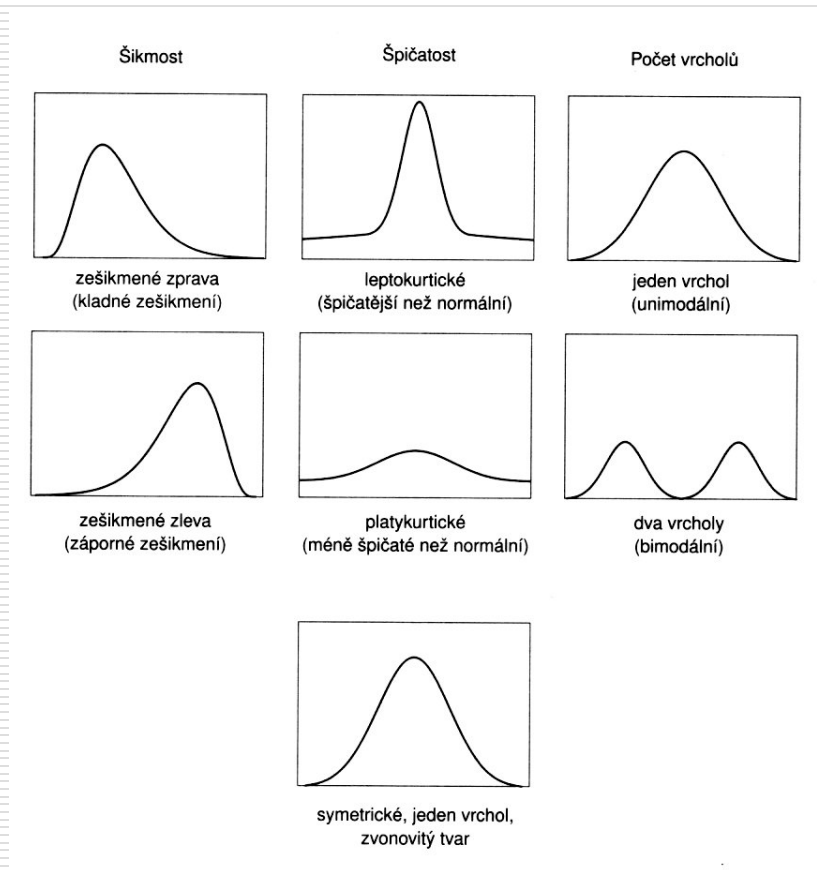 Šikmost
Špičatost
Počet vrcholů
zešikmené zprava
(kladné zešikmení)
leptokurtické
(špičatější než normální)
jeden vrchol
(unimodální)
zešikmené zleva
(záporné zešikmení)
platykurtické
(méně špičaté než normální)
dva vrcholy
(bimodální)
symetrické, jeden vrchol,
zvonovitý tvar